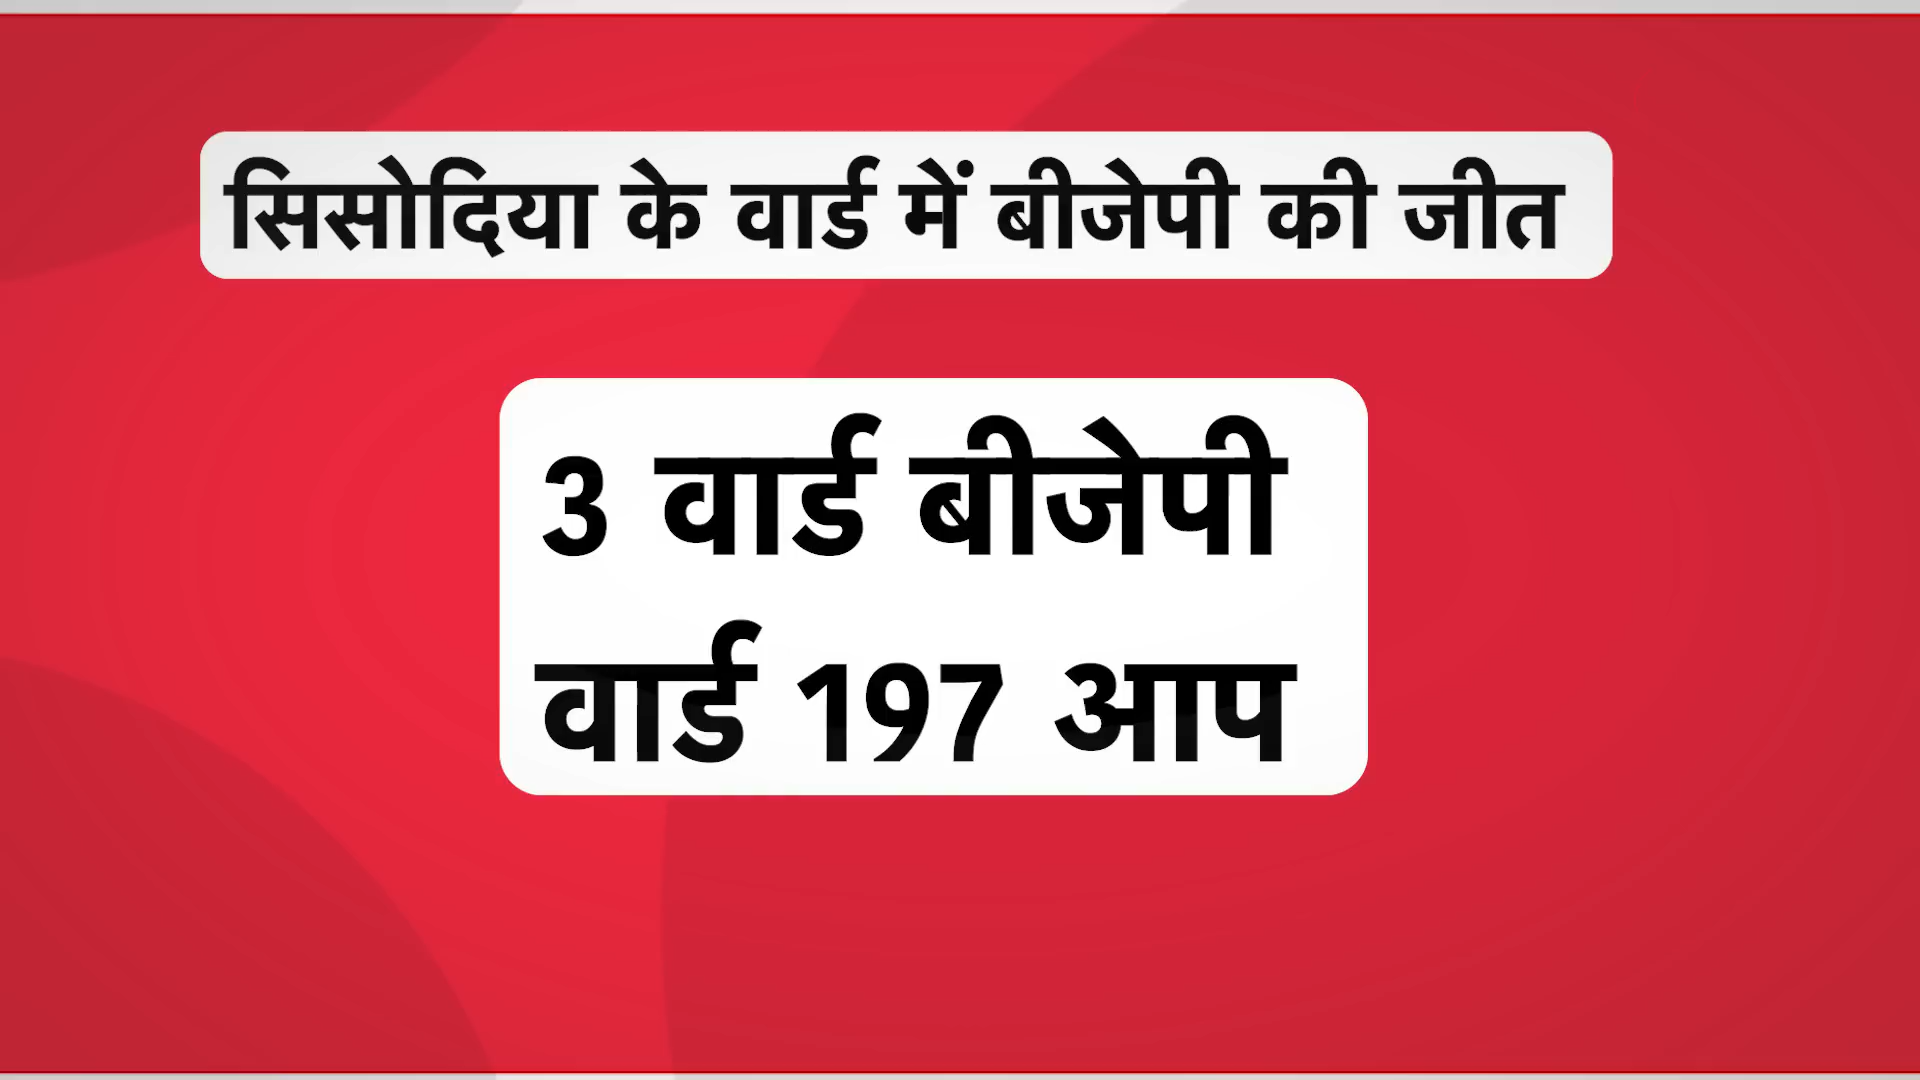 सिसोदिया के वार्ड में बीजेपी की जीत
3 वार्ड बीजेपी
वार्ड 197 आप